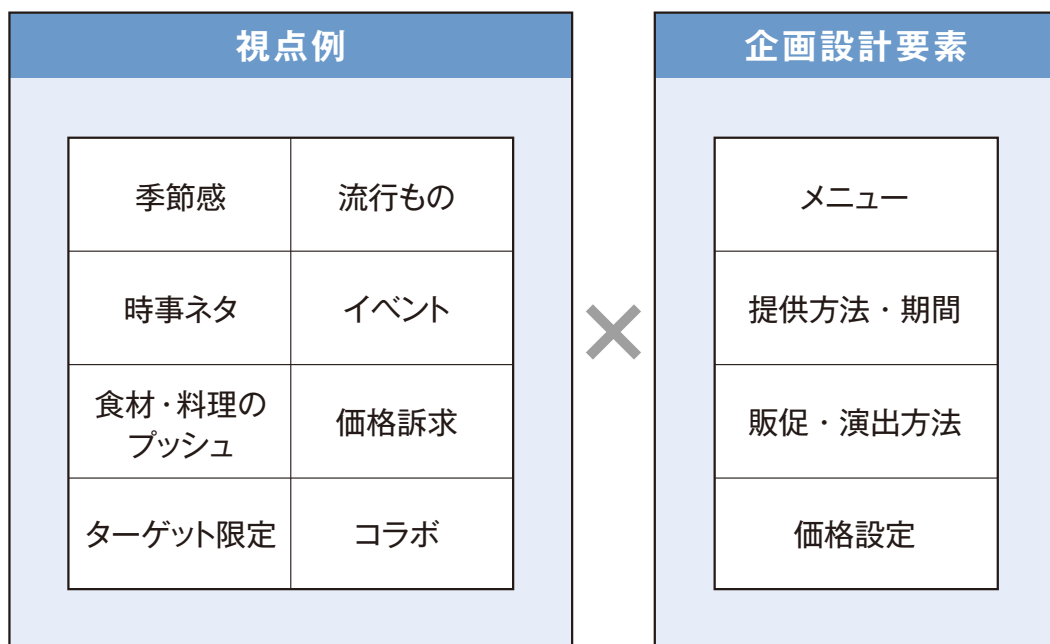 視点例
季節感
流行もの
時事ネタ
イベント
食材・料理の
プッシュ
価格訴求
ターゲット限定
コラボ
×
企画設計要素
メニュー
提供方法・期間
販促・演出方法
価格設定